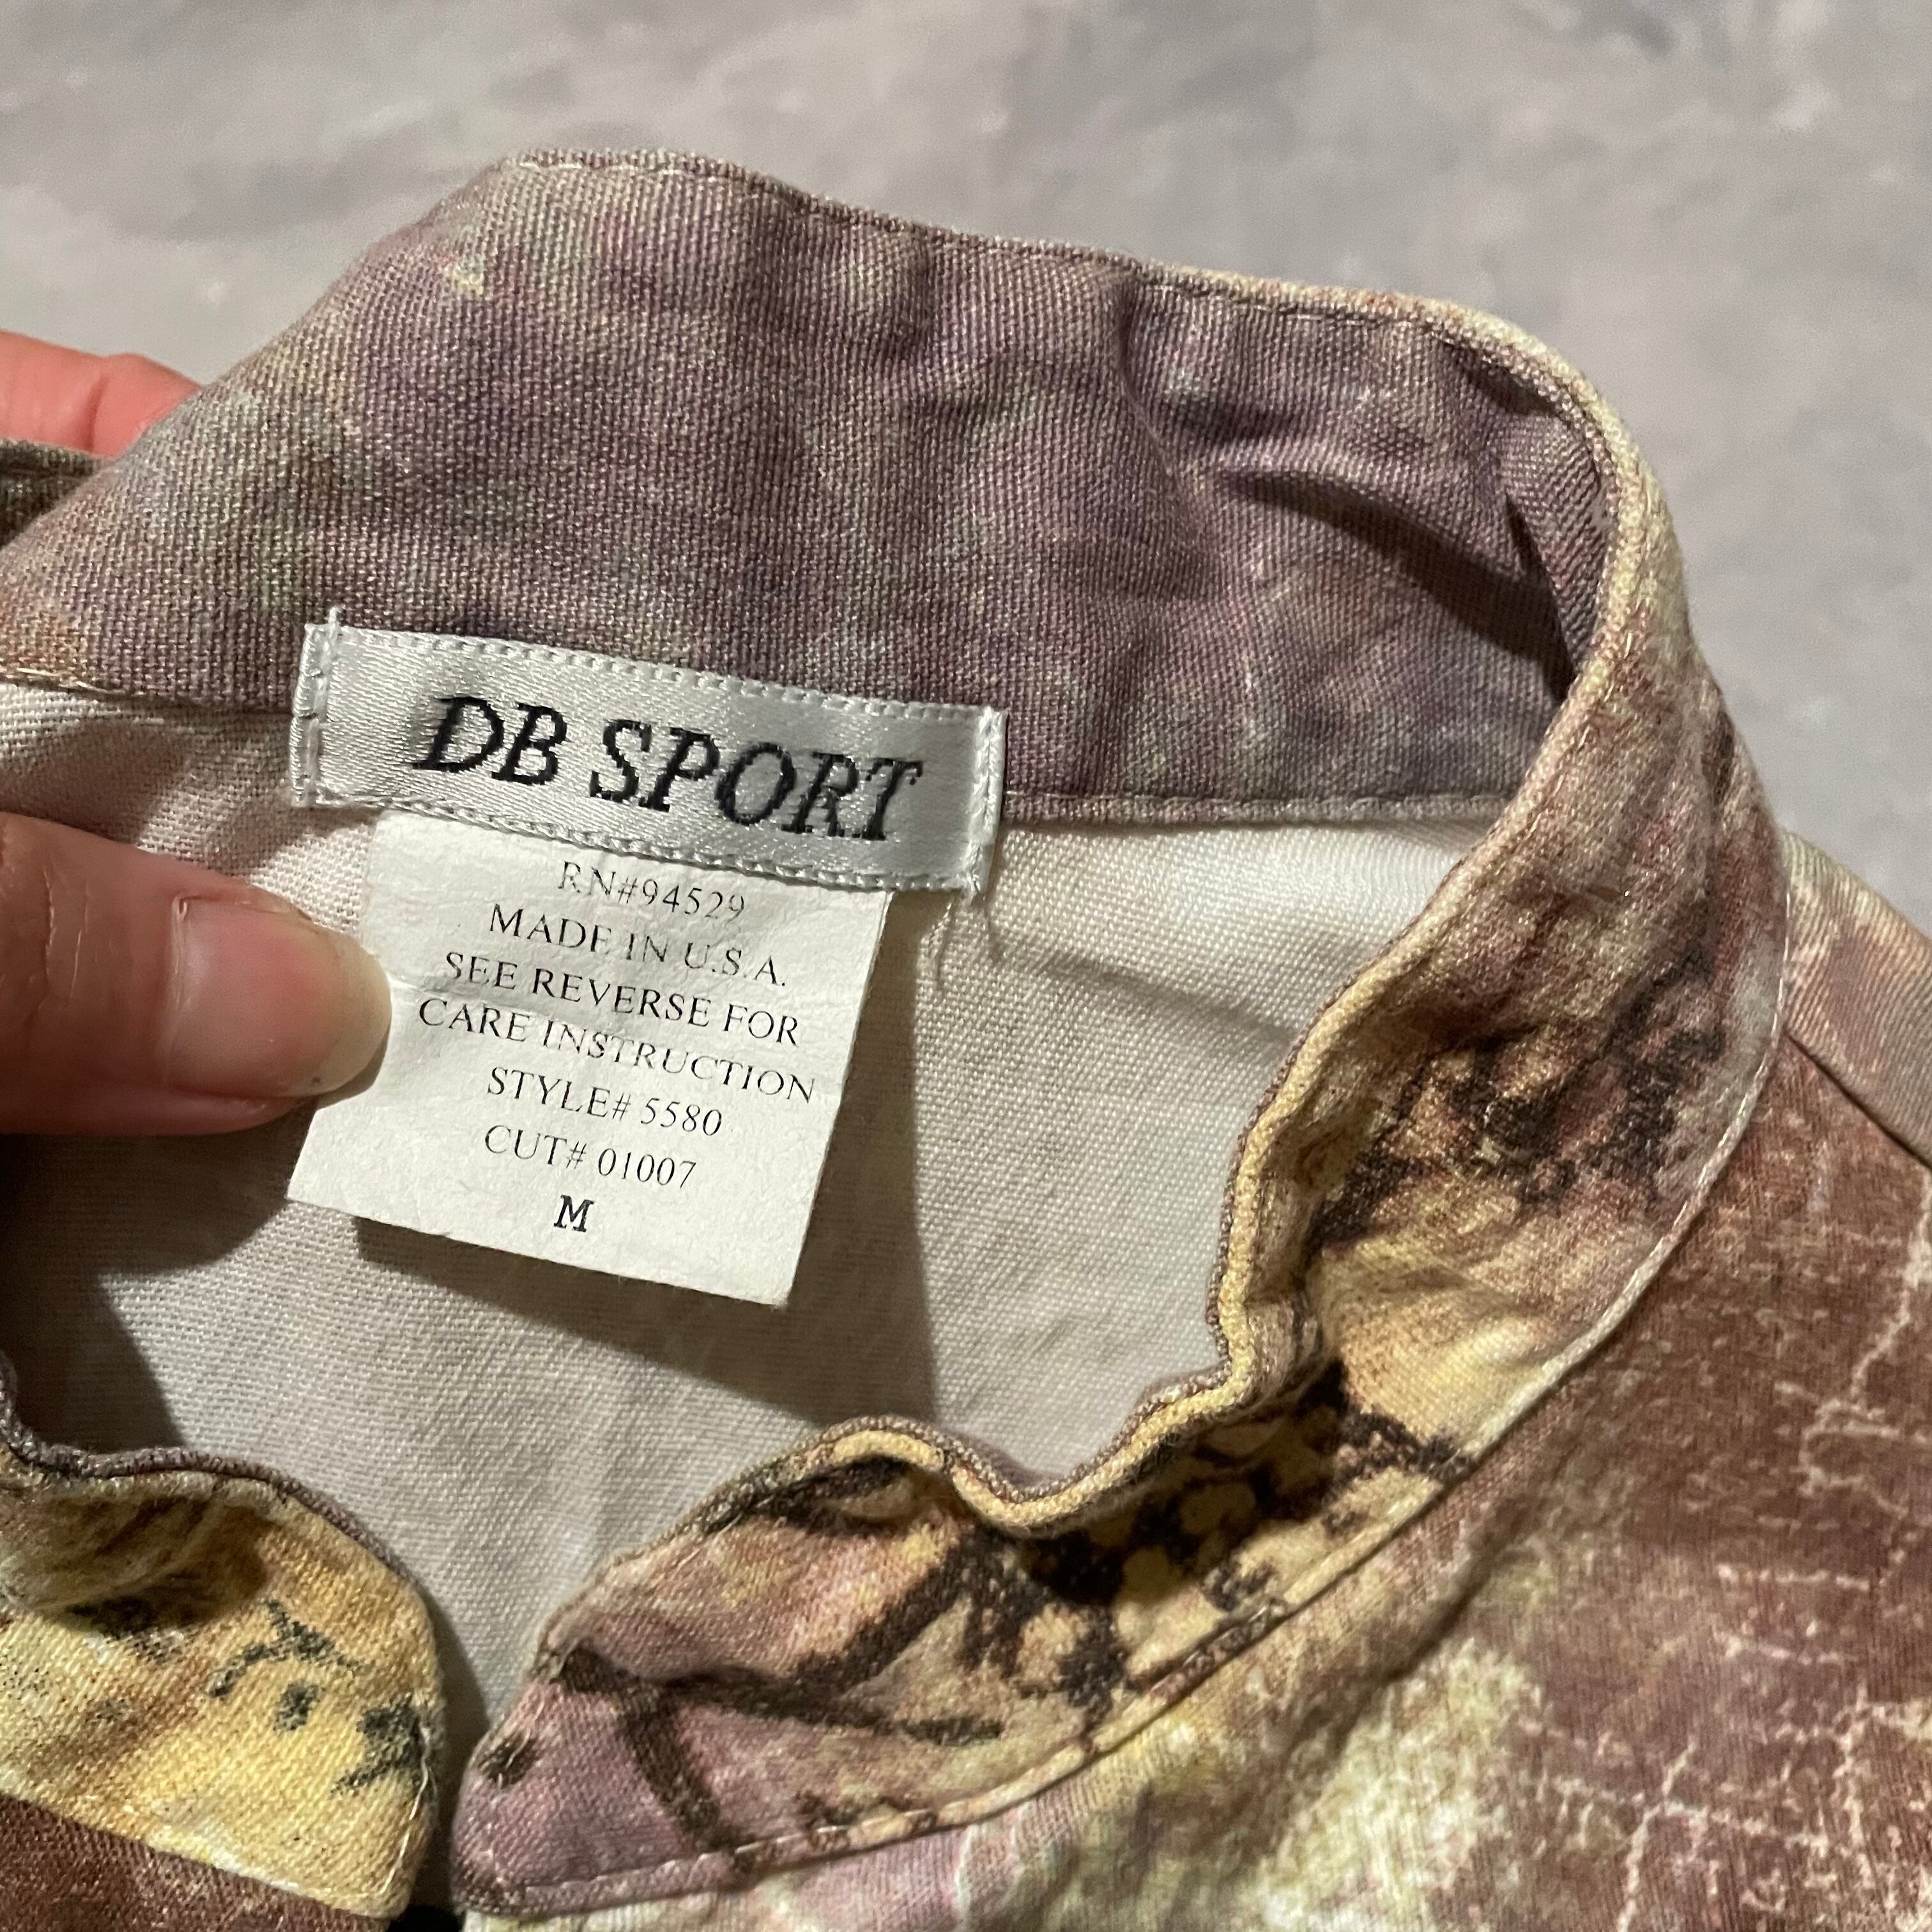 DB SPORT
RN#94529
MADE IN U.S.A.
SEE REVERSE FOR
CARE INSTRUCTION
STYLE# 5580
CUT# 01007
M